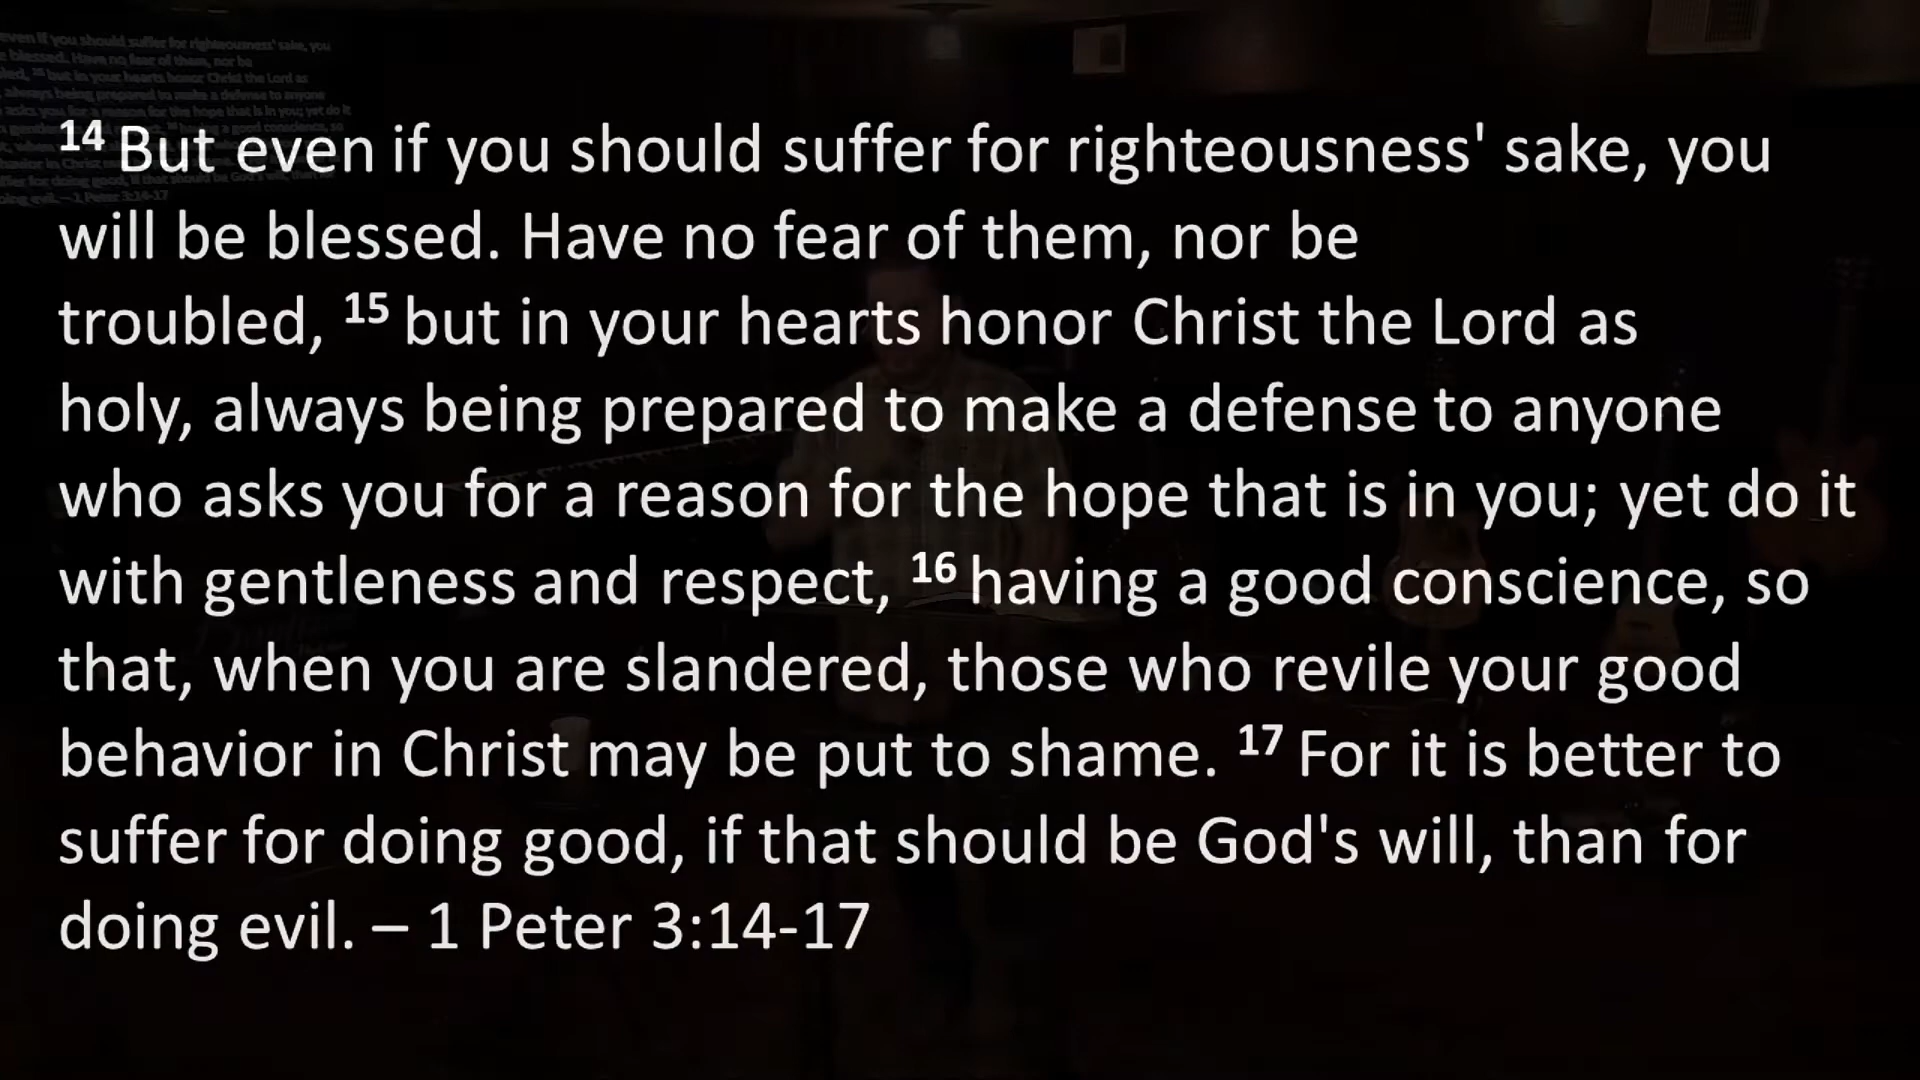 14 But even if you should suffer for righteousness' sake, you
will be blessed. Have no fear of them, nor be
troubled, 15 but in your hearts honor Christ the Lord as
holy, always being prepared to make a defense to anyone
who asks you for a reason for the hope that is in you; yet do it
with gentleness and respect, 16 having a good conscience, so
that, when you are slandered, those who revile your good
behavior in Christ may be put to shame. 17 For it is better to
suffer for doing good, if that should be God's will, than for
doing evil. – 1 Peter 3:14-17